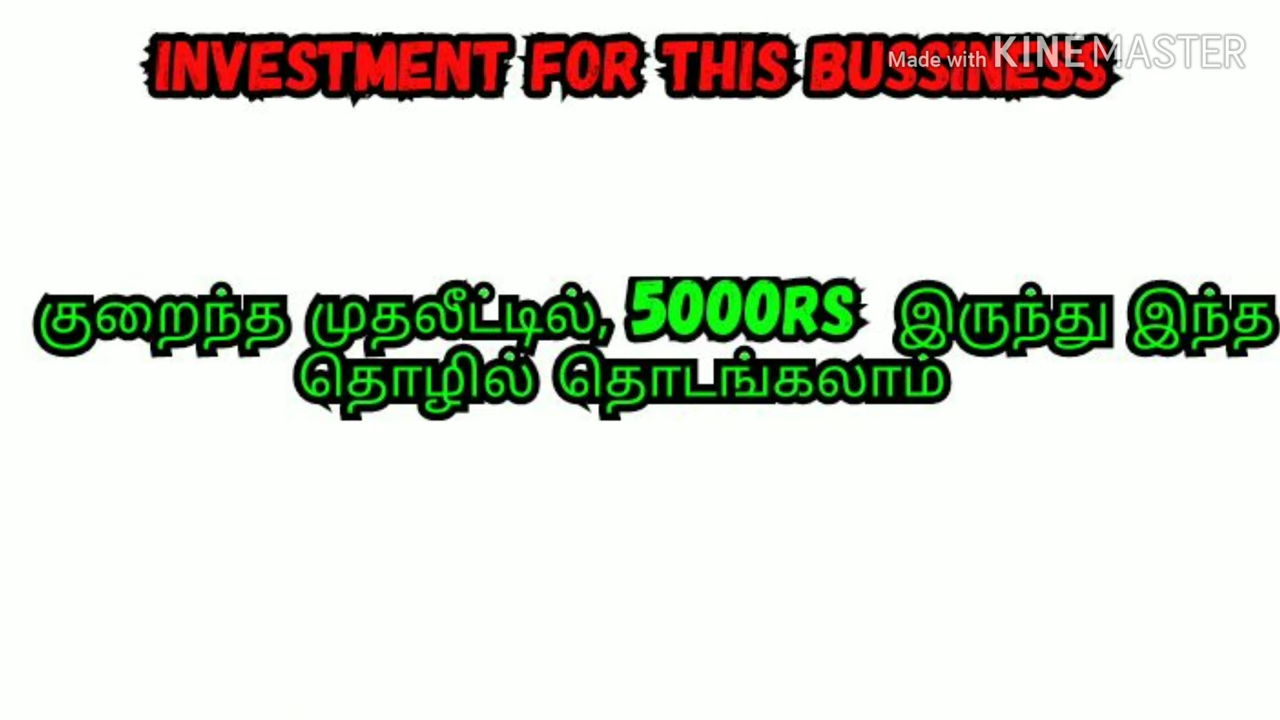 INVESTMENT FOR THIS BUSSINESS
Made with KINEMASTER
குறைந்த முதலீட்டில், 5000RS இருந்து இந்த
தொழில் தொடங்கலாம்